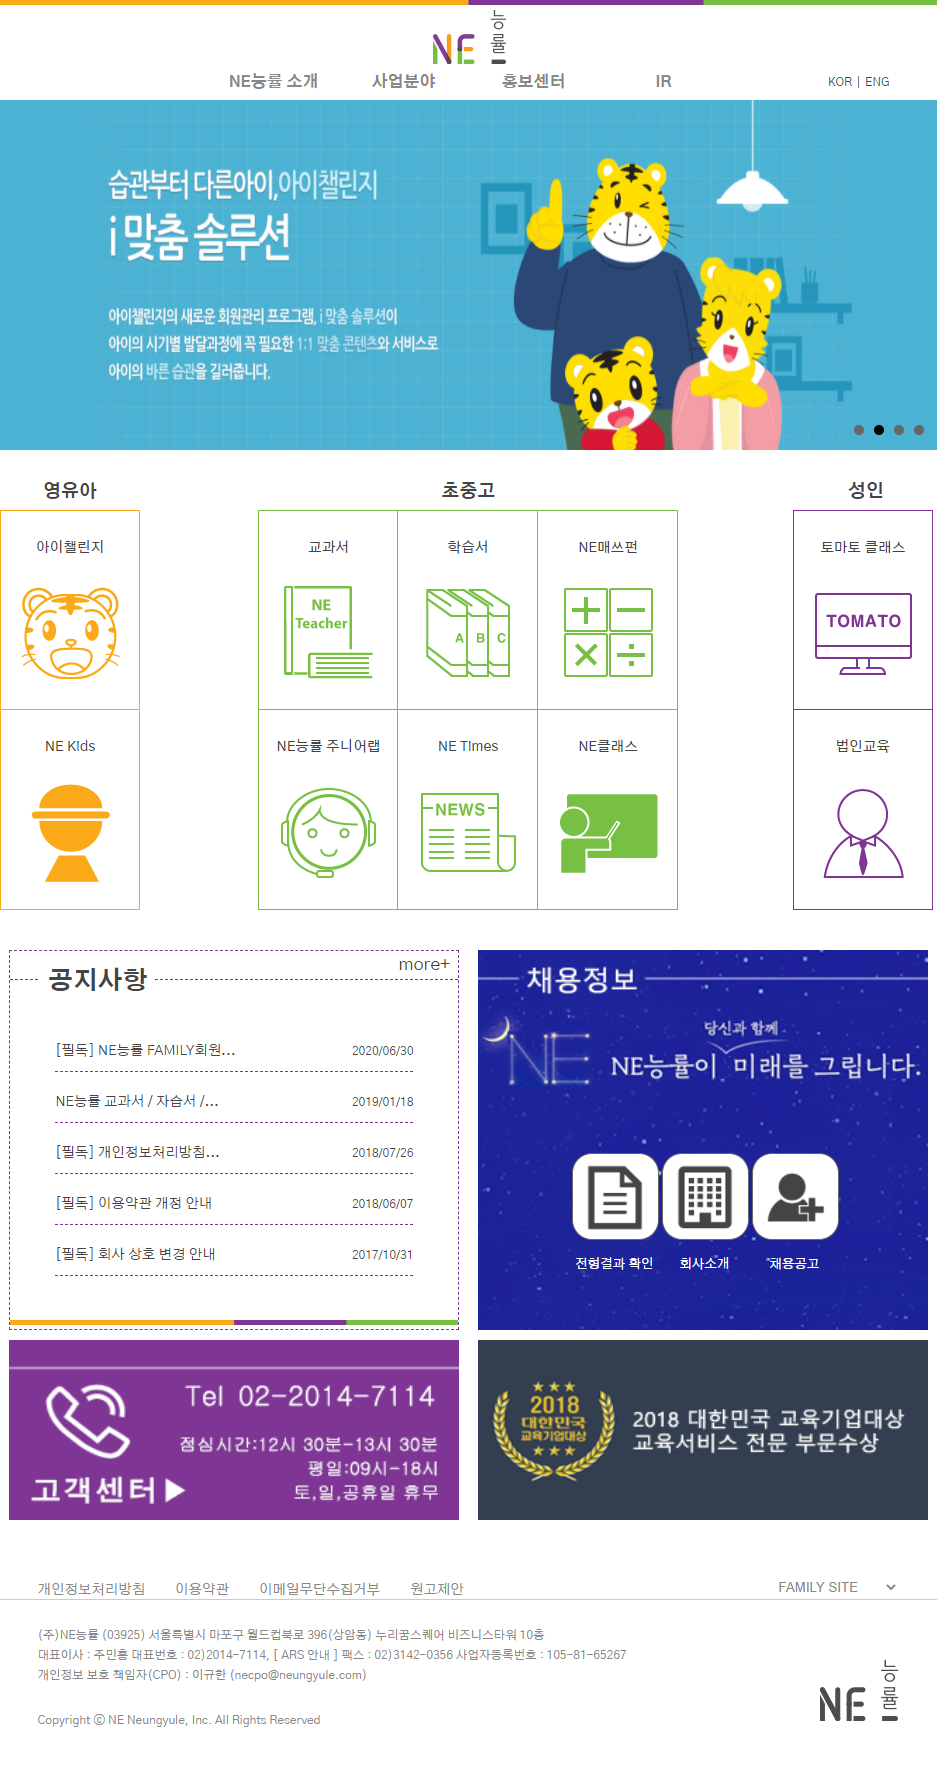 NE 능률
NE능률 소개 사업분야 홍보센터 IR KOR | ENG
습관부터 다른아이,아이챌린지
i 맞춤 솔루션
아이챌린지의 새로운 회원관리 프로그램, i 맞춤 솔루션이
아이의 시기별 발달과정에 꼭 필요한 1:1 맞춤 콘텐츠와 서비스로
아이의 바른 습관을 길러줍니다.
영유아 초중고 성인
아이챌린지 교과서 학습서 NE매쓰펀 토마토 클래스
NE
Teacher
A B C
TOMATO
NE Kids NE능률 주니어랩 NE Times NE클래스 법인교육
NEWS
공지사항
more+
[필독] NE능률 FAMILY회원... 2020/06/30
NE능률 교과서 / 자습서 /... 2019/01/18
[필독] 개인정보처리방침... 2018/07/26
[필독] 이용약관 개정 안내 2018/06/07
[필독] 회사 상호 변경 안내 2017/10/31
채용정보
당신과 함께
NE
NE능률이 미래를 그립니다.
전형결과 확인 회사소개 *채용공고
Tel 02-2014-7114
점심시간:12시 30분-13시 30분
평일:09시-18시
토,일,공휴일 휴무
고객센터▶
2018
대한민국
교육기업대상
2018 대한민국 교육기업대상
교육서비스 전문 부문수상
개인정보처리방침 이용약관 이메일무단수집거부 원고제안 FAMILY SITE
(주)NE능률 (03925) 서울특별시 마포구 월드컵북로 396(상암동) 누리꿈스퀘어 비즈니스타워 10층
대표이사 : 주민홍 대표번호 : 02)2014-7114, [ ARS 안내 ] 팩스 : 02)3142-0356 사업자등록번호 : 105-81-65267
개인정보 보호 책임자(CPO) : 이규한 (necpo@neungyule.com)
Copyright ⓒ NE Neungyule, Inc. All Rights Reserved
NE 능률